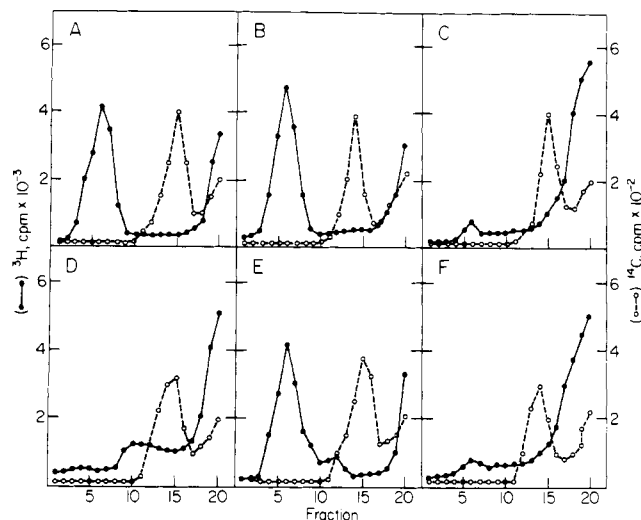 A B C
6 6
4 4
2 2
(●—●) ³H, cpm x 10⁻³
(o--o) ¹⁴C, cpm x 10⁻²
D E F
6 6
4 4
2 2
5 10 15 20 5 10 15 20 5 10 15 20
Fraction